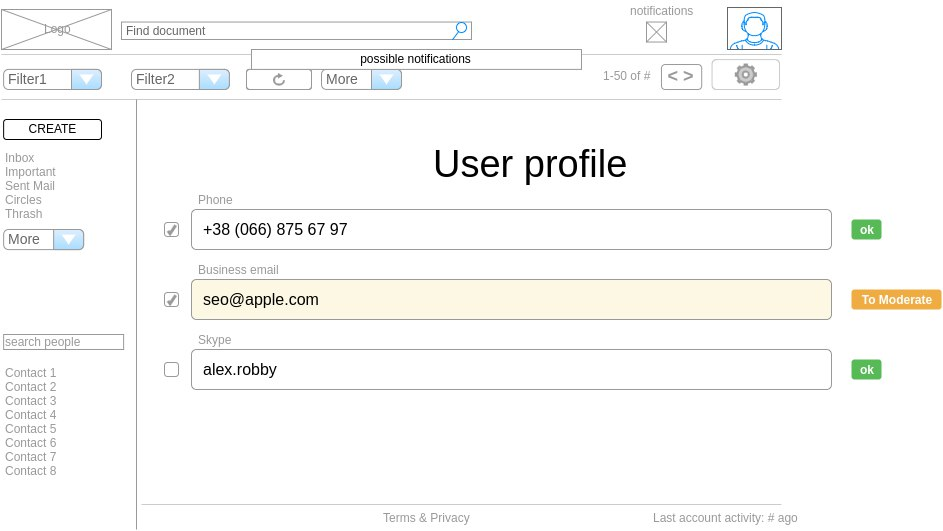 Logo
Find document
notifications
possible notifications
Filter1
Filter2
More
1-50 of #
< >
CREATE
Inbox
Important
Sent Mail
Circles
Thrash
More
search people
Contact 1
Contact 2
Contact 3
Contact 4
Contact 5
Contact 6
Contact 7
Contact 8
User profile
Phone
+38 (066) 875 67 97
ok
Business email
seo@apple.com
To Moderate
Skype
alex.robby
ok
Terms & Privacy
Last account activity: # ago